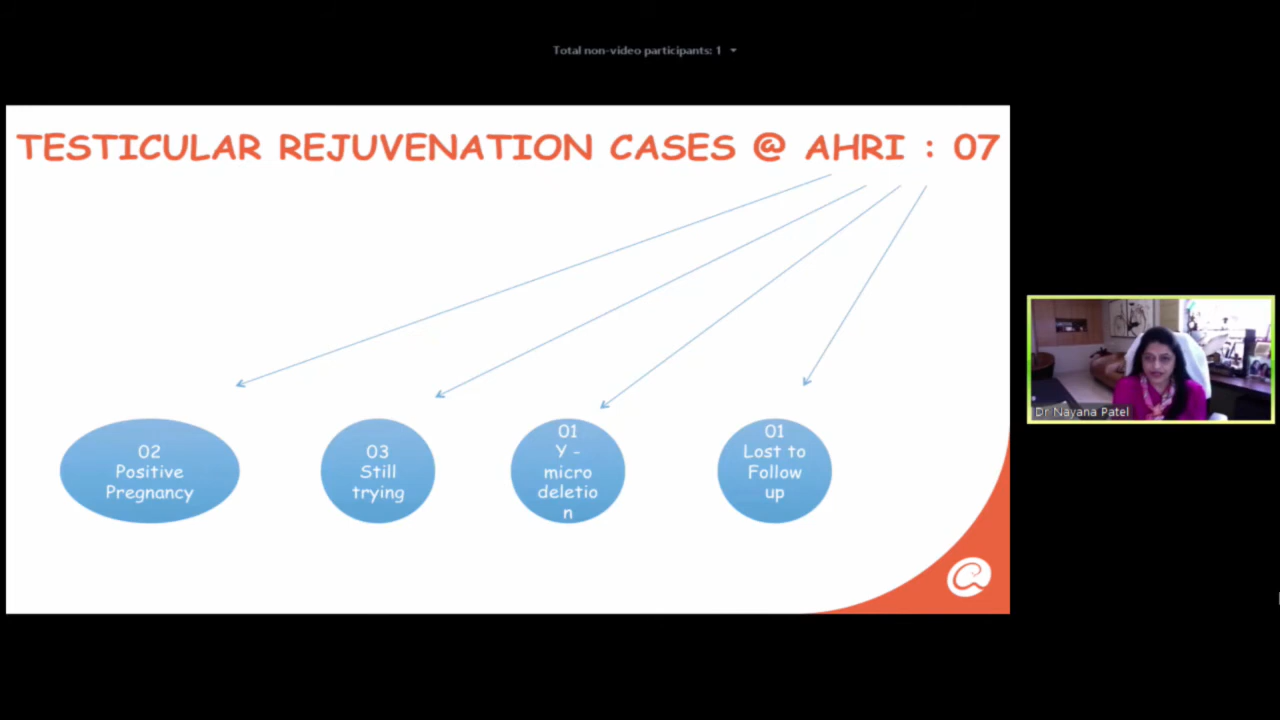 Total non-video participants: 1
TESTICULAR REJUVENATION CASES @ AHRI : 07
02
Positive
Pregnancy
03
Still
trying
01
Y -
micro
deletio
n
01
Lost to
Follow
up
Dr Nayana Patel